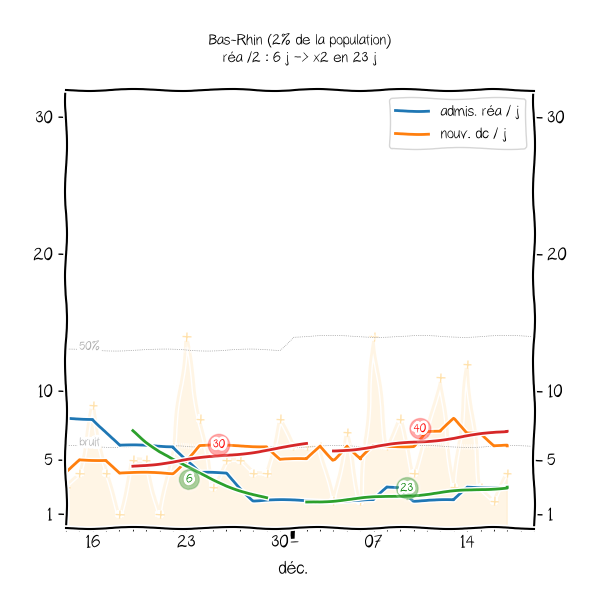 Bas-Rhin (2% de la population)
réa /2 : 6 j -> x2 en 23 j
admis. réa / j
nouv. dc / j
30 30
20 20
50%
10 10
40
30
bruit
5 5
6
23
1 1
16 23 30 07 14
déc.